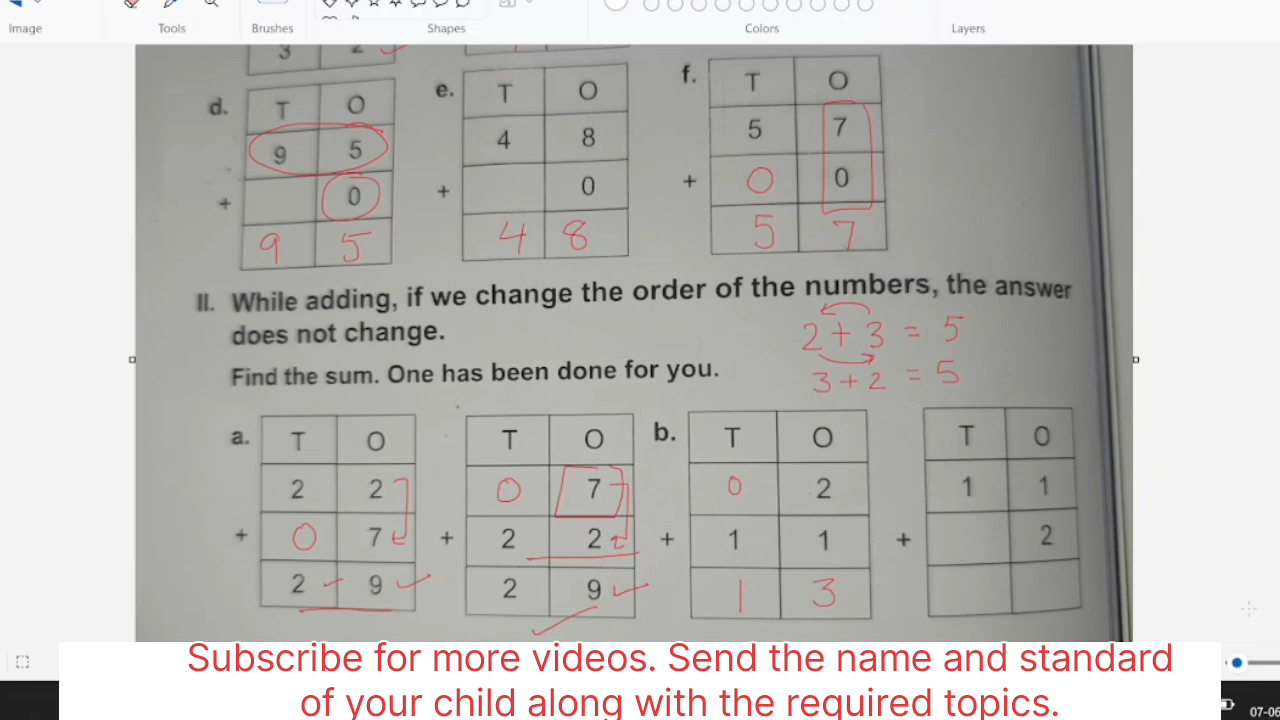 Image Tools Brushes Shapes Colors Layers
3 2
d. e. f.
T O T O T O
9 5 4 8 5 7
+ 0 + 0 + 0 0
9 5 4 8 5 7
II. While adding, if we change the order of the numbers, the answer
does not change.
2 + 3 = 5
3 + 2 = 5
Find the sum. One has been done for you.
a. b.
T O T O T O T O
2 2 0 7 0 2 1 1
+ 0 7 + 2 2 + 1 1 + 2
2 9 2 9 1 3
Subscribe for more videos. Send the name and standard
of your child along with the required topics.
07-06